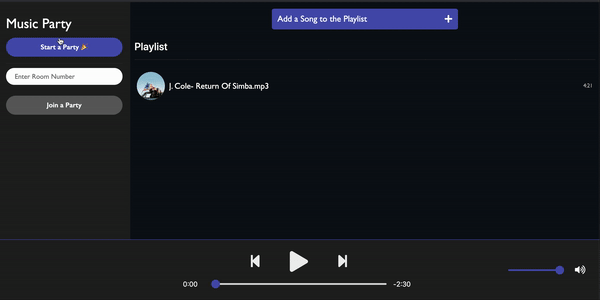 Music Party
Start a Party 🎉
Enter Room Number
Join a Party
Add a Song to the Playlist +
Playlist
J. Cole- Return Of Simba.mp3
4:21
0:00
-2:30